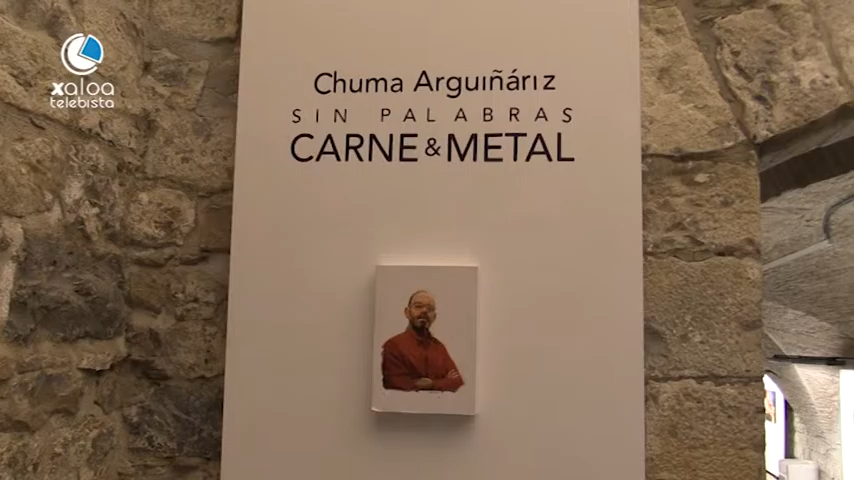 xaloa
telebista
Chuma Arguiñáriz
SIN PALABRAS
CARNE & METAL